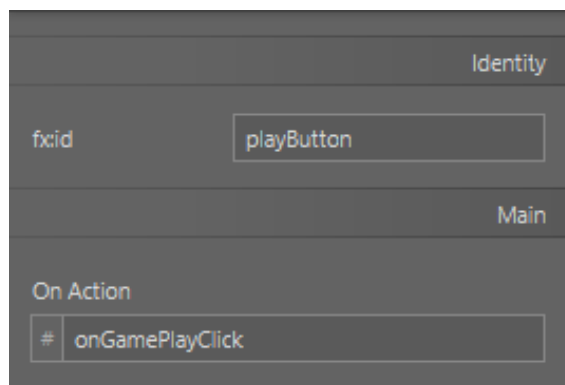 Identity
fx:id playButton
Main
On Action
# onGamePlayClick